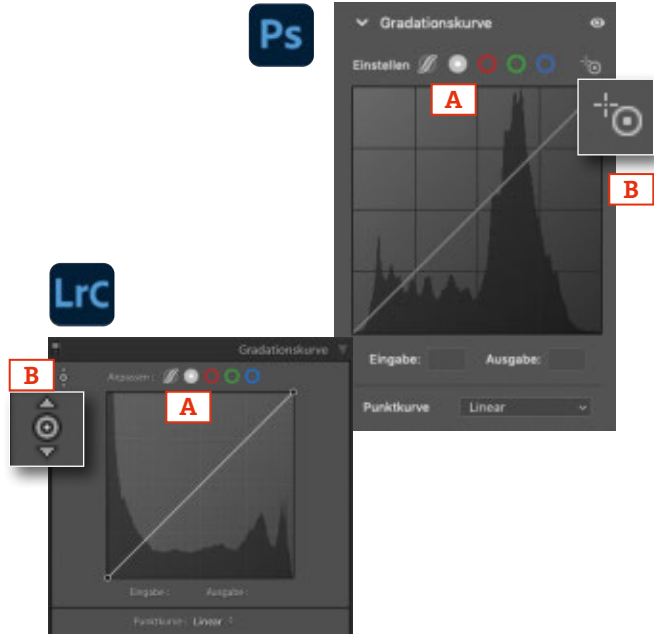 Ps
Gradationskurve
Einstellen
A
B
Eingabe:
Ausgabe:
Punktkurve
Linear
LrC
Gradationskurve
B
Anpassen :
A
Eingabe :
Ausgabe :
Punktkurve : Linear